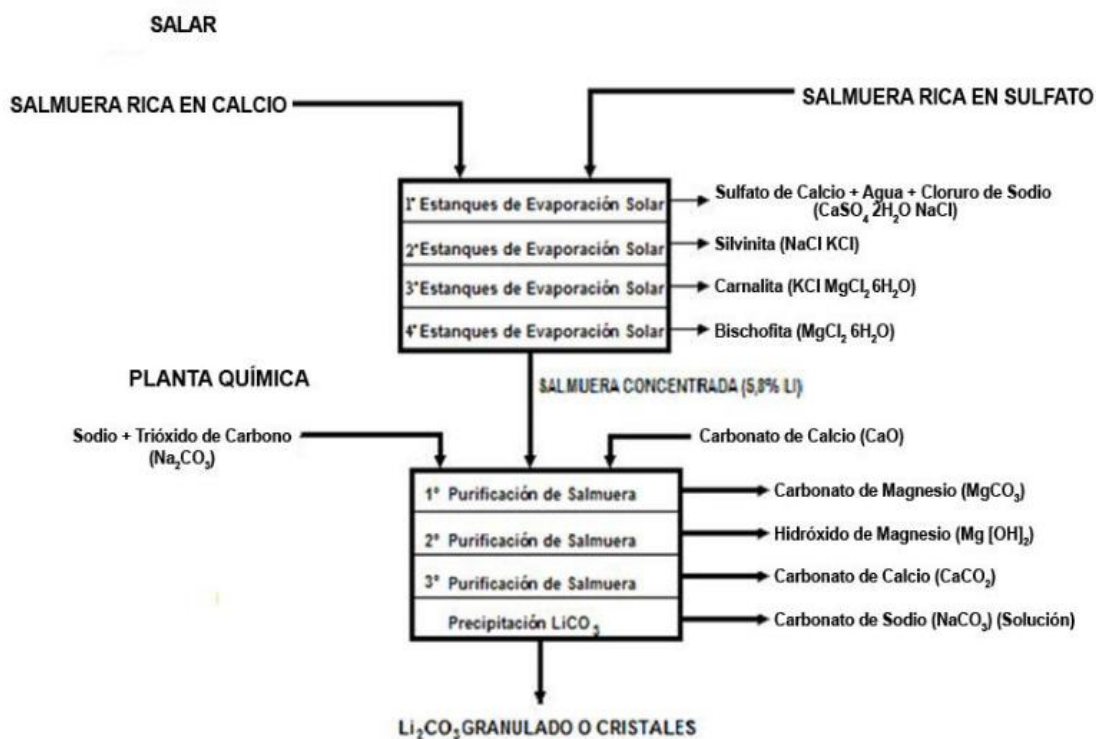 SALAR
SALMUERA RICA EN CALCIO
SALMUERA RICA EN SULFATO
1° Estanques de Evaporación Solar
Sulfato de Calcio + Agua + Cloruro de Sodio
(CaSO₄ 2H₂O NaCl)
2° Estanques de Evaporación Solar
Silvinita (NaCl KCl)
3° Estanques de Evaporación Solar
Carnalita (KCl MgCl₂ 6H₂O)
4° Estanques de Evaporación Solar
Bischofita (MgCl₂ 6H₂O)
PLANTA QUÍMICA
SALMUERA CONCENTRADA (5,8% LI)
Sodio + Trióxido de Carbono
(Na₂CO₃)
Carbonato de Calcio (CaO)
1° Purificación de Salmuera
Carbonato de Magnesio (MgCO₃)
2° Purificación de Salmuera
Hidróxido de Magnesio (Mg [OH]₂)
3° Purificación de Salmuera
Carbonato de Calcio (CaCO₂)
Precipitación LiCO₃
Carbonato de Sodio (NaCO₃) (Solución)
Li₂CO₃ GRANULADO O CRISTALES